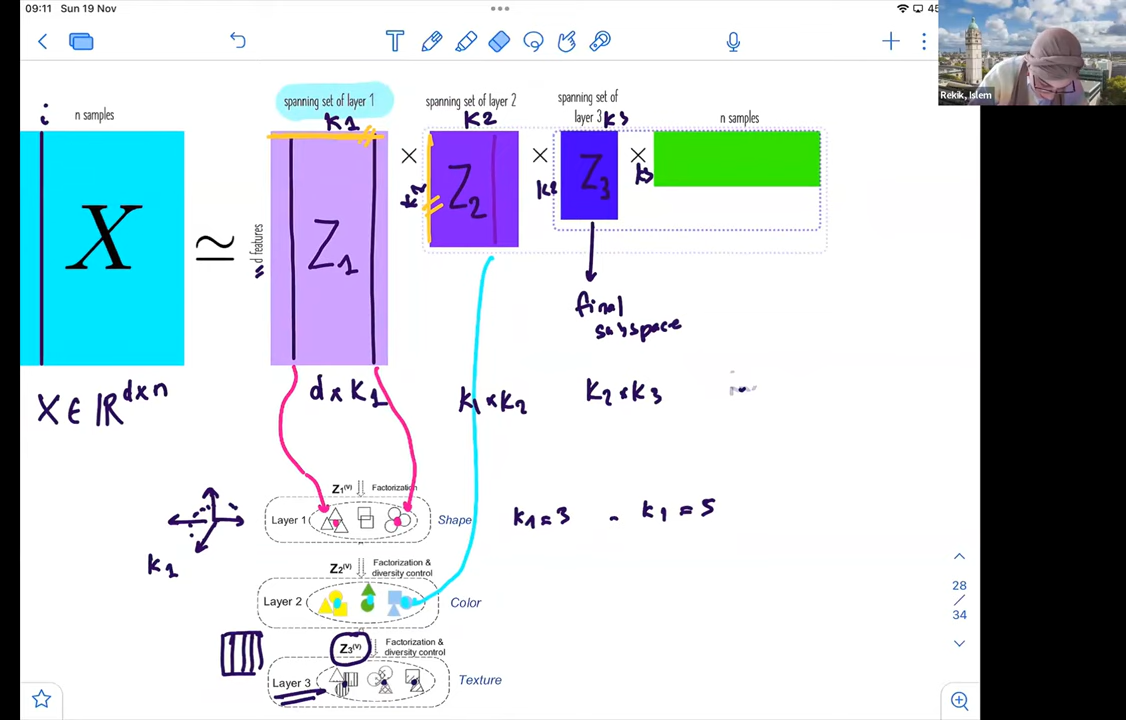 09:11 Sun 19 Nov
45
Rekik, Islem
i
n samples
spanning set of layer 1
spanning set of layer 2
spanning set of
layer 3
n samples
K1
K2
K3
X
≃
d features
Z1
×
Z2
K2
×
Z3
×
K3
final
subspace
X ∈ ℝ^d×n
d × K1
K1 × K2
K2 × K3
Z1(V)
Factorization
Layer 1
Shape
K1 = 3 - K1 = 5
K1
Z2(V)
Factorization &
diversity control
Layer 2
Color
Z3(V)
Factorization &
diversity control
Layer 3
Texture
28
/
34